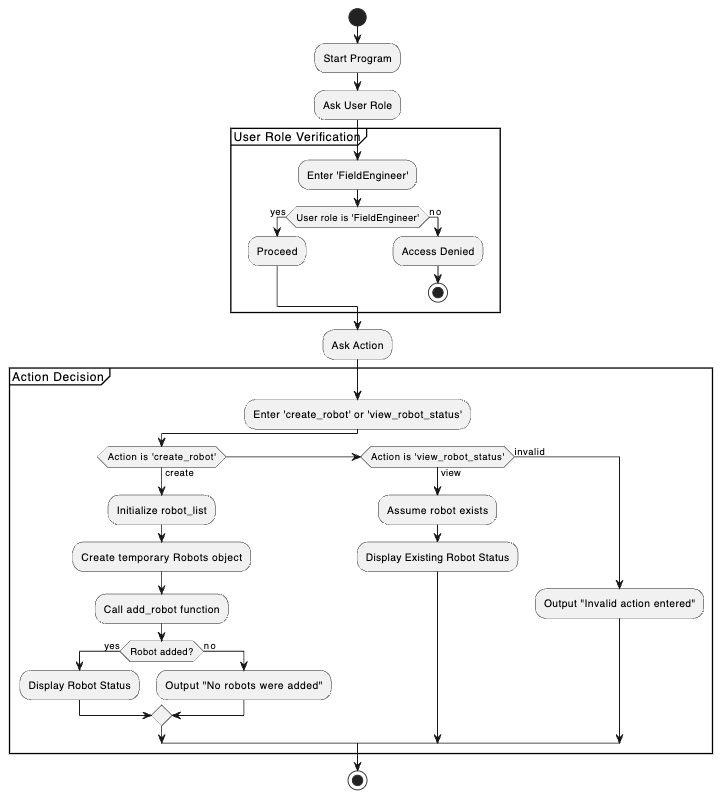 Start Program
Ask User Role
User Role Verification
Enter 'FieldEngineer'
yes
User role is 'FieldEngineer'
no
Proceed
Access Denied
Ask Action
Action Decision
Enter 'create_robot' or 'view_robot_status'
Action is 'create_robot'
Action is 'view_robot_status'
invalid
create
view
Initialize robot_list
Assume robot exists
Create temporary Robots object
Display Existing Robot Status
Call add_robot function
Output "Invalid action entered"
yes
Robot added?
no
Display Robot Status
Output "No robots were added"